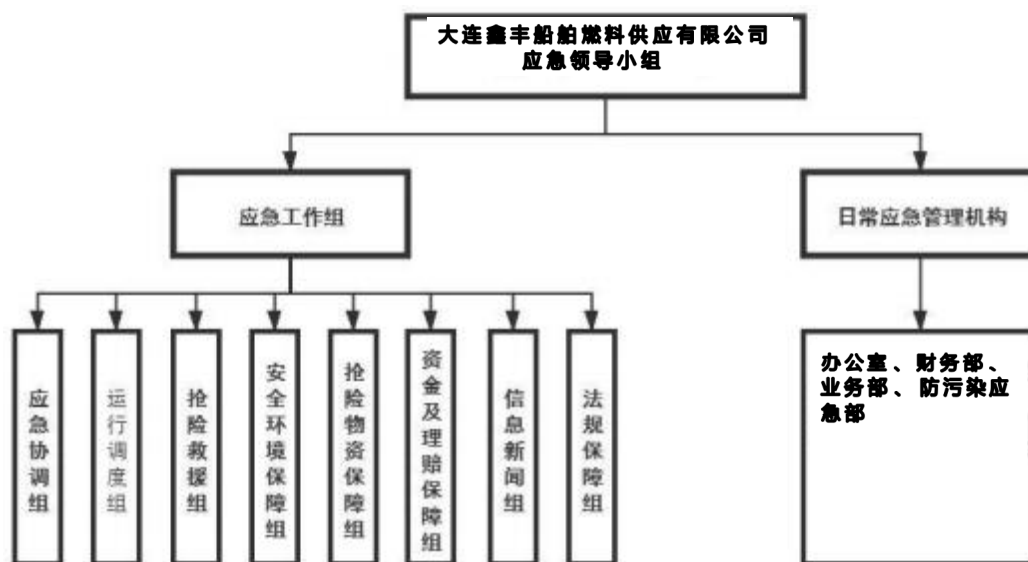 大连鑫丰船舶燃料供应有限公司
应急领导小组
应急工作组
日常应急管理机构
应急协调组
运行调度组
抢险救援组
安全环境保障组
抢险物资保障组
资金及理赔保障组
信息新闻组
法规保障组
办公室、财务部、
业务部、防污染应
急部